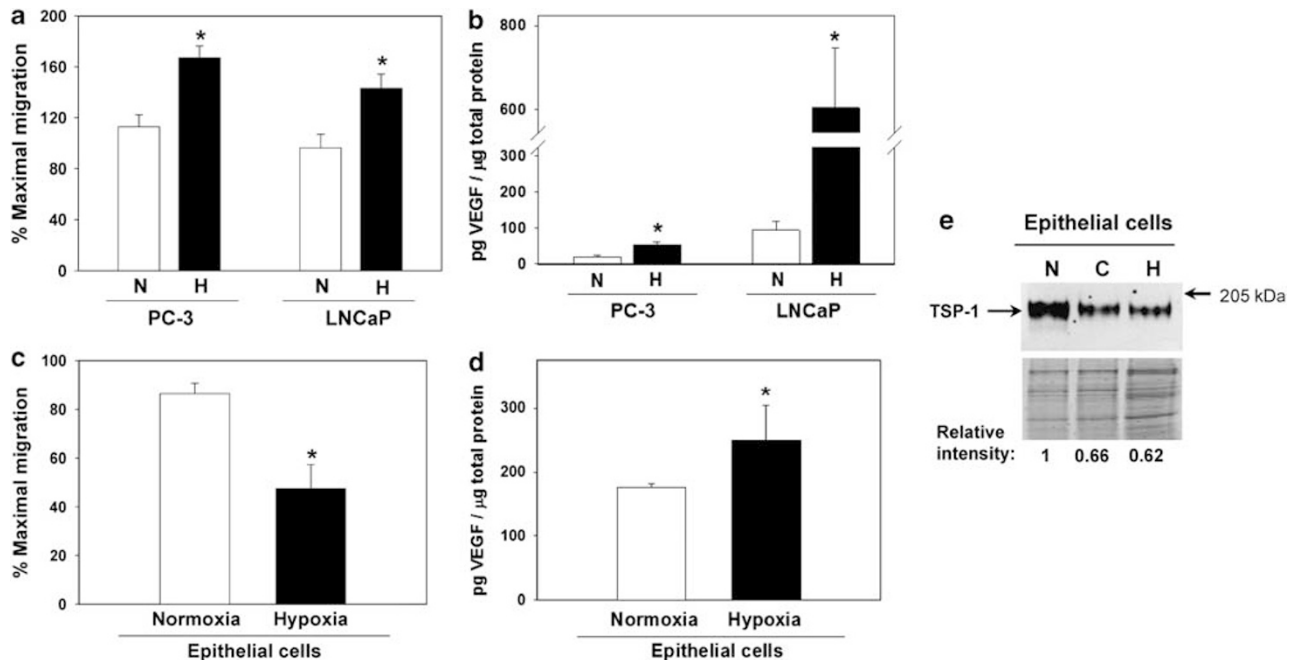 a
% Maximal migration
200
160
120
80
40
0
*
*
N H N H
PC-3 LNCaP
b
pg VEGF / µg total protein
800
600
300
200
100
0
*
*
N H N H
PC-3 LNCaP
c
% Maximal migration
100
80
60
40
20
0
*
Normoxia Hypoxia
Epithelial cells
d
pg VEGF / µg total protein
300
200
100
0
*
Normoxia Hypoxia
Epithelial cells
e
Epithelial cells
N C H
TSP-1
205 kDa
Relative
intensity: 1 0.66 0.62